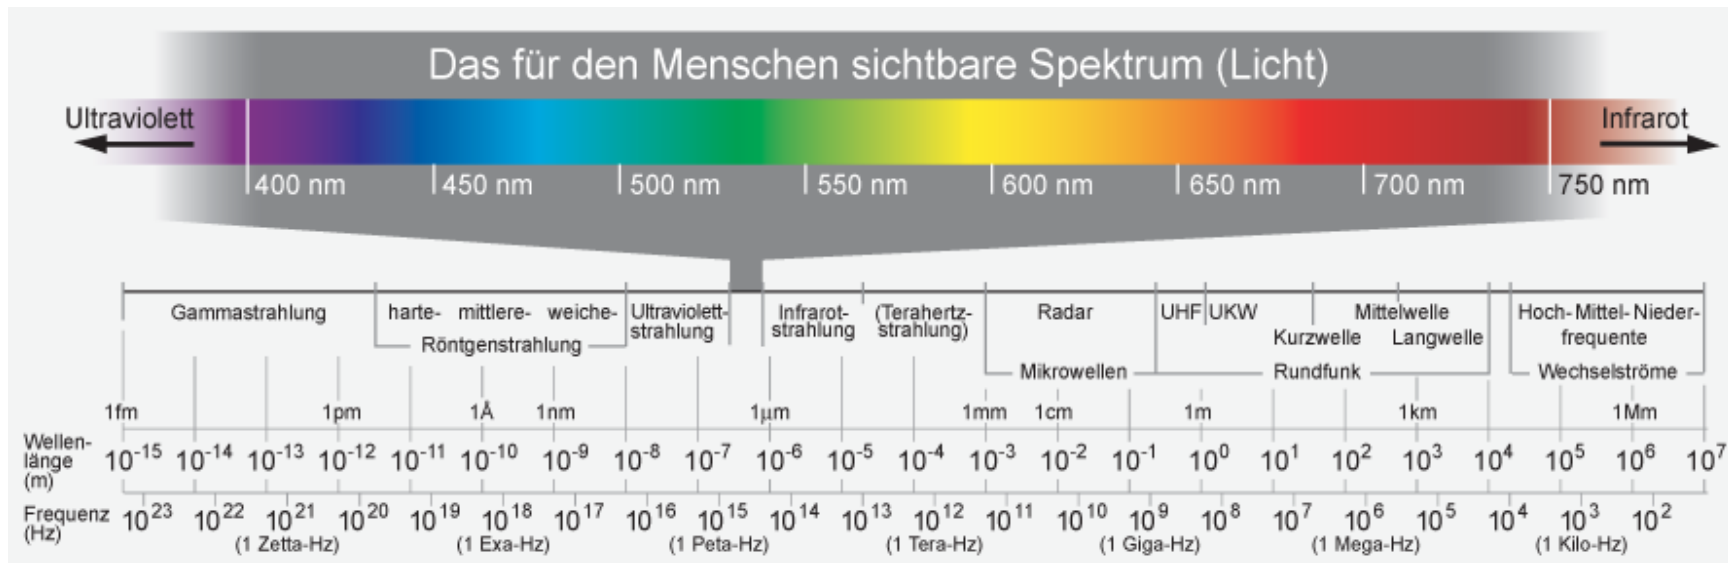 Das für den Menschen sichtbare Spektrum (Licht)
Ultraviolett
Infrarot
400 nm 450 nm 500 nm 550 nm 600 nm 650 nm 700 nm 750 nm
Gammastrahlung harte- mittlere- weiche- Ultraviolett- Infrarot- (Terahertz- Radar UHF UKW Mittelwelle Hoch- Mittel- Nieder-
strahlung strahlung strahlung) Kurzwelle Langwelle frequente
Röntgenstrahlung Mikrowellen Rundfunk Wechselströme
1fm 1pm 1Å 1nm 1µm 1mm 1cm 1m 1km 1Mm
Wellen-
länge
(m)
10⁻¹⁵ 10⁻¹⁴ 10⁻¹³ 10⁻¹² 10⁻¹¹ 10⁻¹⁰ 10⁻⁹ 10⁻⁸ 10⁻⁷ 10⁻⁶ 10⁻⁵ 10⁻⁴ 10⁻³ 10⁻² 10⁻¹ 10⁰ 10¹ 10² 10³ 10⁴ 10⁵ 10⁶ 10⁷
Frequenz
(Hz)
10²³ 10²² 10²¹ 10²⁰ 10¹⁹ 10¹⁸ 10¹⁷ 10¹⁶ 10¹⁵ 10¹⁴ 10¹³ 10¹² 10¹¹ 10¹⁰ 10⁹ 10⁸ 10⁷ 10⁶ 10⁵ 10⁴ 10³ 10²
(1 Zetta-Hz) (1 Exa-Hz) (1 Peta-Hz) (1 Tera-Hz) (1 Giga-Hz) (1 Mega-Hz) (1 Kilo-Hz)